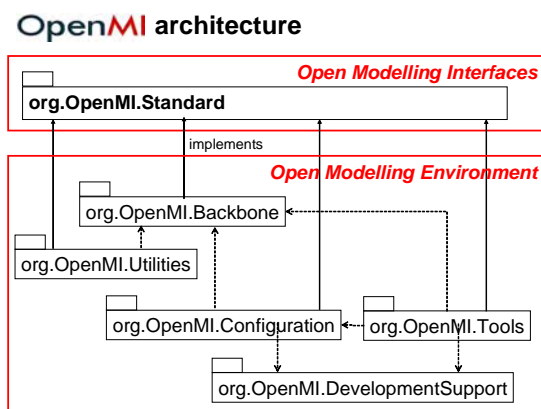 OpenMI architecture
Open Modelling Interfaces
org.OpenMI.Standard
implements
Open Modelling Environment
org.OpenMI.Backbone
org.OpenMI.Utilities
org.OpenMI.Configuration
org.OpenMI.Tools
org.OpenMI.DevelopmentSupport